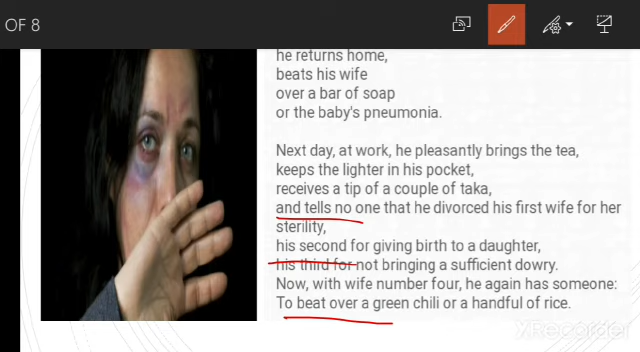 OF 8
he returns home,
beats his wife
over a bar of soap
or the baby's pneumonia.
Next day, at work, he pleasantly brings the tea,
keeps the lighter in his pocket,
receives a tip of a couple of taka,
and tells no one that he divorced his first wife for her
sterility,
his second for giving birth to a daughter,
his third for not bringing a sufficient dowry.
Now, with wife number four, he again has someone:
To beat over a green chili or a handful of rice.
XRecorder